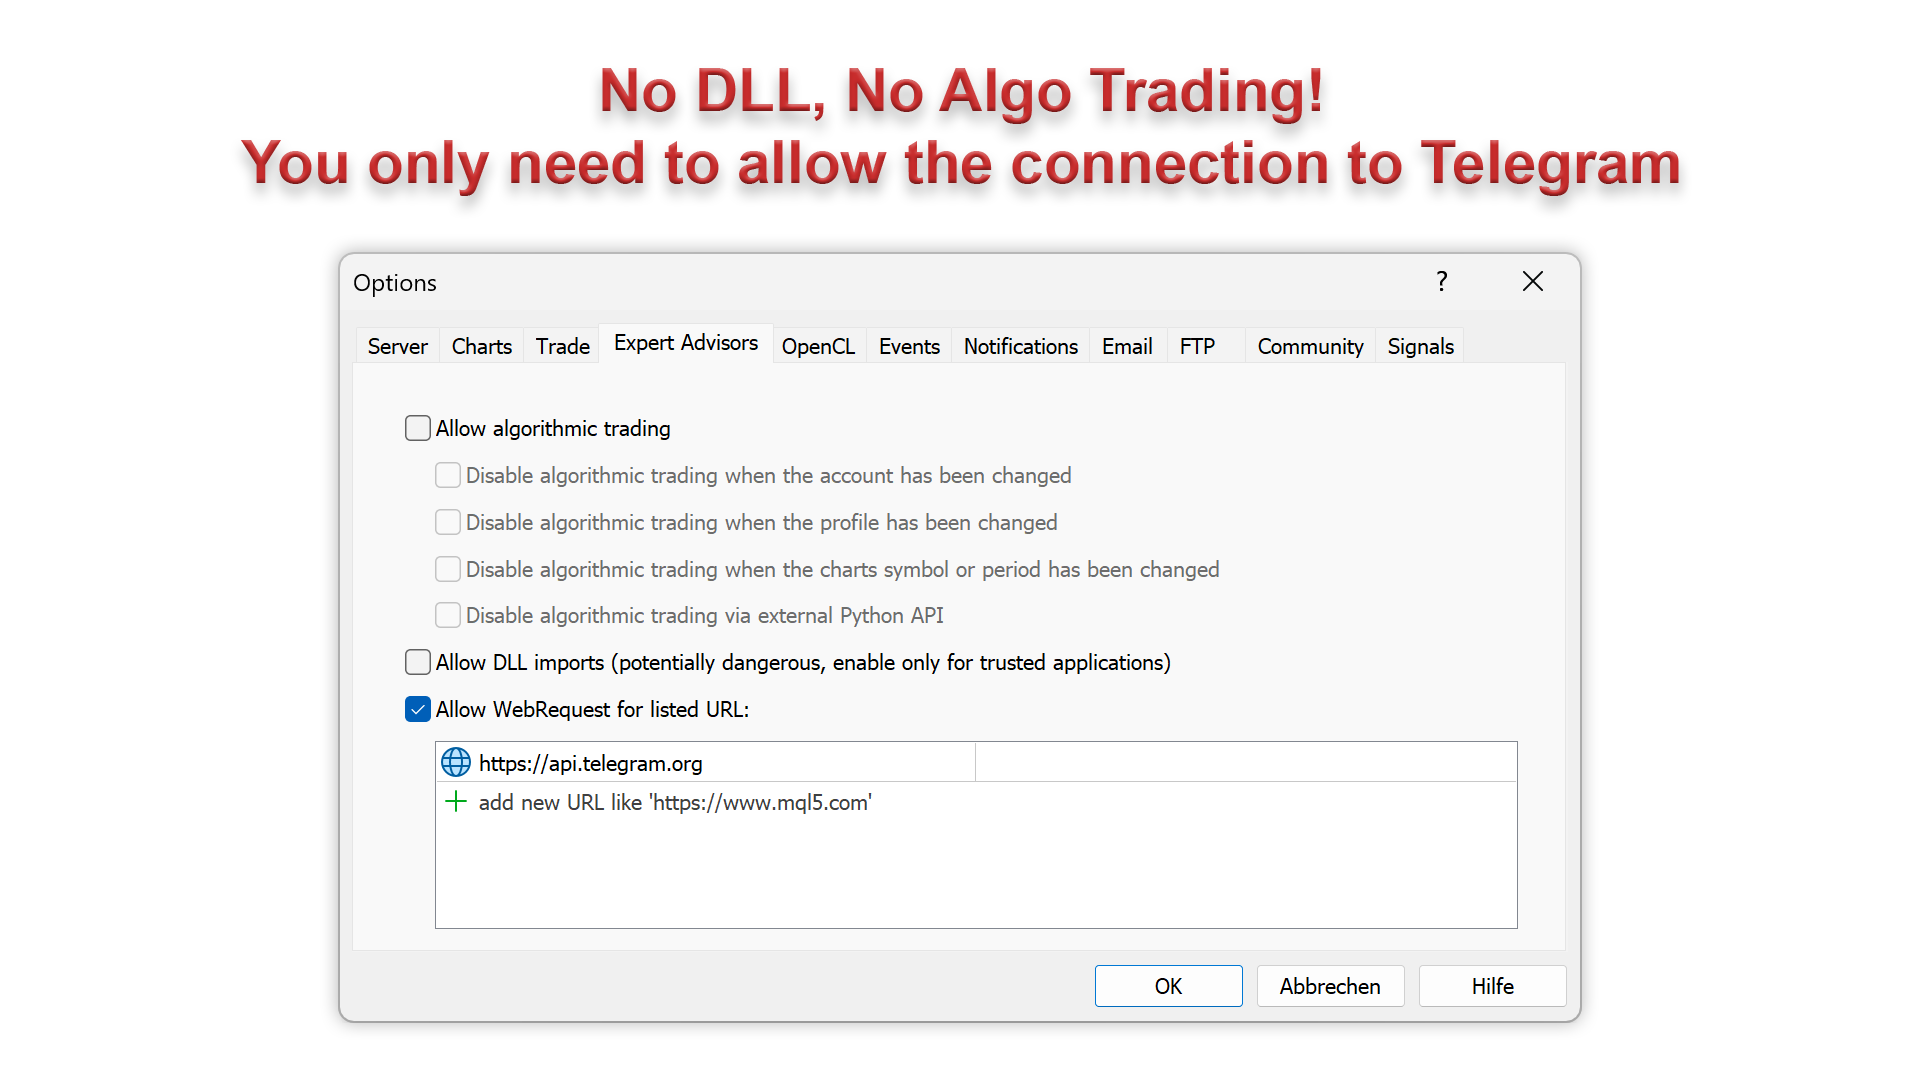 No DLL, No Algo Trading!
You only need to allow the connection to Telegram
Options
?
Server Charts Trade Expert Advisors OpenCL Events Notifications Email FTP Community Signals
Allow algorithmic trading
Disable algorithmic trading when the account has been changed
Disable algorithmic trading when the profile has been changed
Disable algorithmic trading when the charts symbol or period has been changed
Disable algorithmic trading via external Python API
Allow DLL imports (potentially dangerous, enable only for trusted applications)
Allow WebRequest for listed URL:
https://api.telegram.org
add new URL like 'https://www.mql5.com'
OK Abbrechen Hilfe